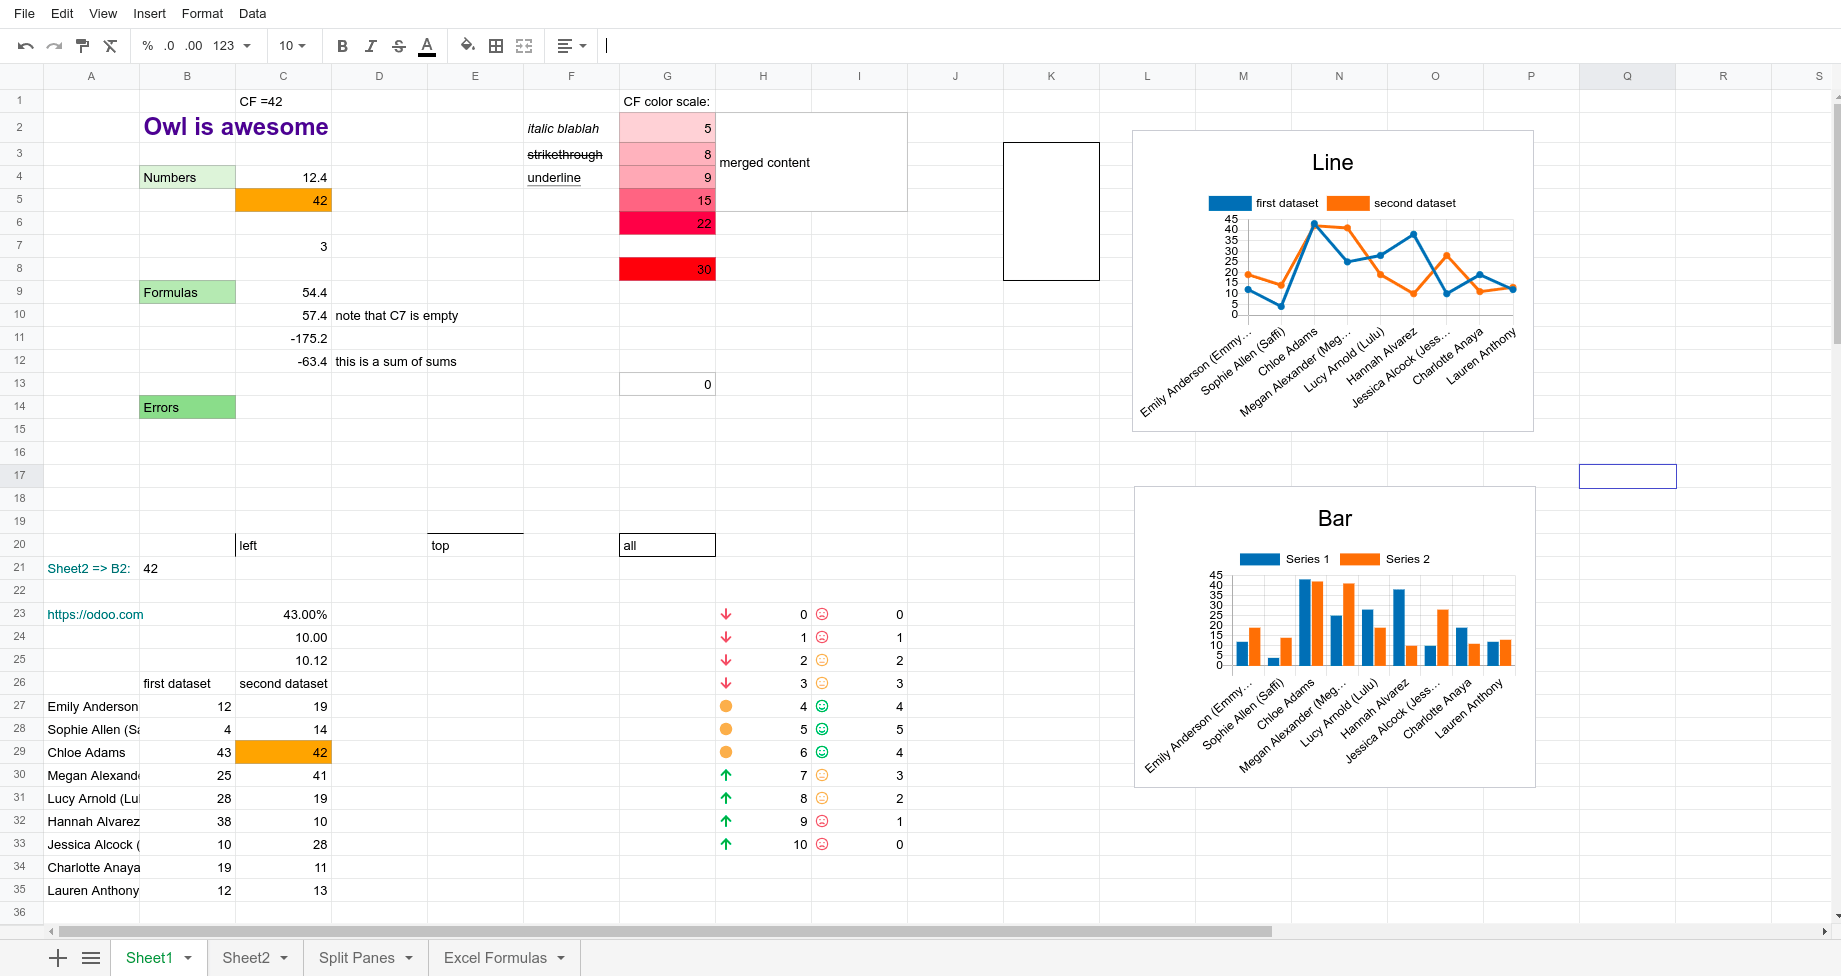 File Edit View Insert Format Data
% .0 .00 123 10 B I S A
A B C D E F G H I J K L M N O P Q R S
1 CF =42 CF color scale:
2 Owl is awesome italic blablah 5
3 strikethrough 8 merged content
4 Numbers 12.4 underline 9
5 42 15
6 22
7 3
8 30
9 Formulas 54.4
10 57.4 note that C7 is empty
11 -175.2
12 -63.4 this is a sum of sums
13 0
14 Errors
15
16
17
18
19
20 left top all
21 Sheet2 => B2: 42
22
23 https://odoo.com 43.00% 0 0
24 10.00 1 1
25 10.12 2 2
26 first dataset second dataset 3 3
27 Emily Anderson 12 19 4 4
28 Sophie Allen (Sa 4 14 5 5
29 Chloe Adams 43 42 6 4
30 Megan Alexande 25 41 7 3
31 Lucy Arnold (Lul 28 19 8 2
32 Hannah Alvarez 38 10 9 1
33 Jessica Alcock ( 10 28 10 0
34 Charlotte Anaya 19 11
35 Lauren Anthony 12 13
36
Line
first dataset second dataset
45
40
35
30
25
20
15
10
5
0
Emily Anderson (Emmy…
Sophie Allen (Saffi)
Chloe Adams
Megan Alexander (Meg…
Lucy Arnold (Lulu)
Hannah Alvarez
Jessica Alcock (Jess…
Charlotte Anaya
Lauren Anthony
Bar
Series 1 Series 2
45
40
35
30
25
20
15
10
5
0
Emily Anderson (Emmy…
Sophie Allen (Saffi)
Chloe Adams
Megan Alexander (Meg…
Lucy Arnold (Lulu)
Hannah Alvarez
Jessica Alcock (Jess…
Charlotte Anaya
Lauren Anthony
Sheet1 Sheet2 Split Panes Excel Formulas